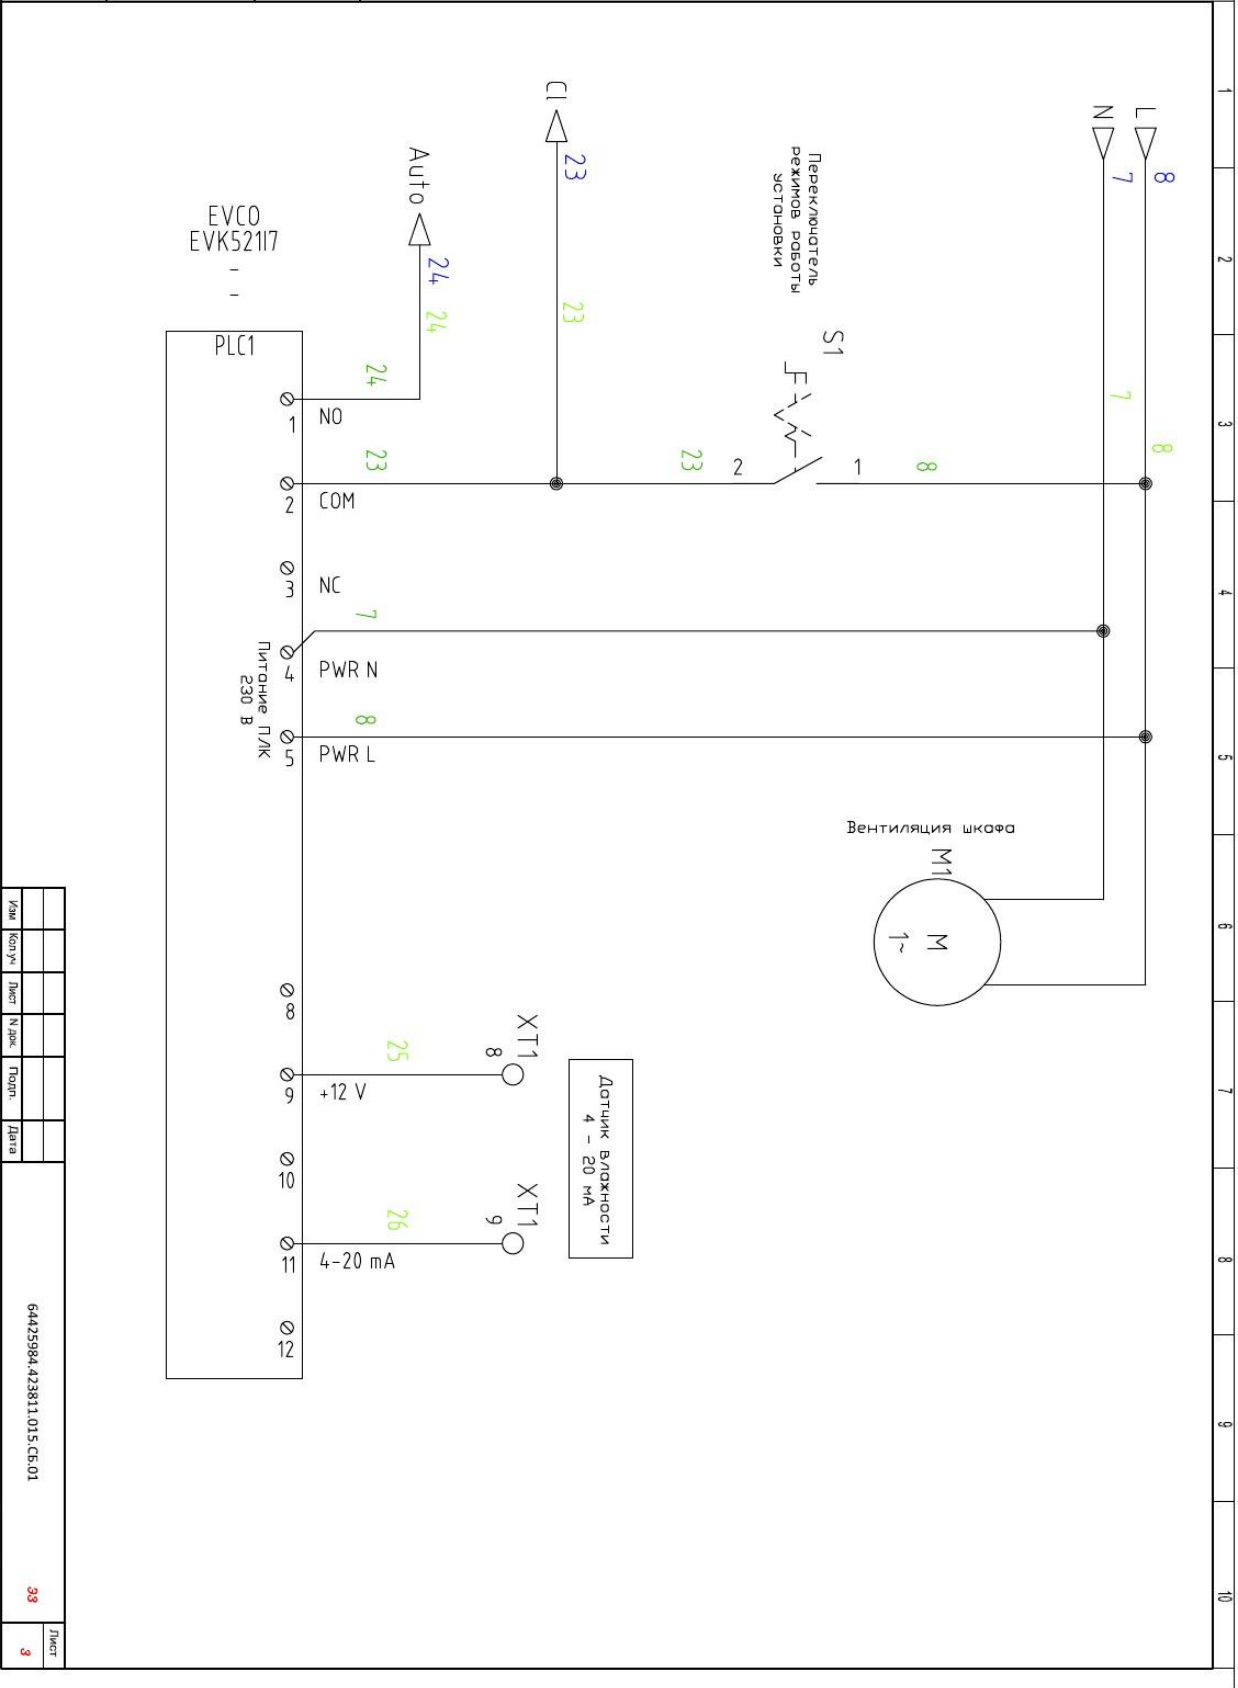 1
2
3
4
5
6
7
8
9
10
L
8
N
7
8
7
Переключатель
режимов работы
установки
S1
1
2
8
23
Cl
23
23
Auto
24
24
24
23
EVCO
EVK521I7
-
-
PLC1
1
NO
2
COM
3
NC
7
4
PWR N
8
5
PWR L
Питание ПЛК
230 В
Вентиляция шкафа
M1
M
1~
Датчик влажности
4 - 20 мА
XT1
8
XT1
9
25
26
8
9
+12 V
10
11
4-20 mA
12
Изм
Кол.уч
Лист
N док.
Подп.
Дата
64425984.423811.015.СБ.01
ЭЗ
Лист
3